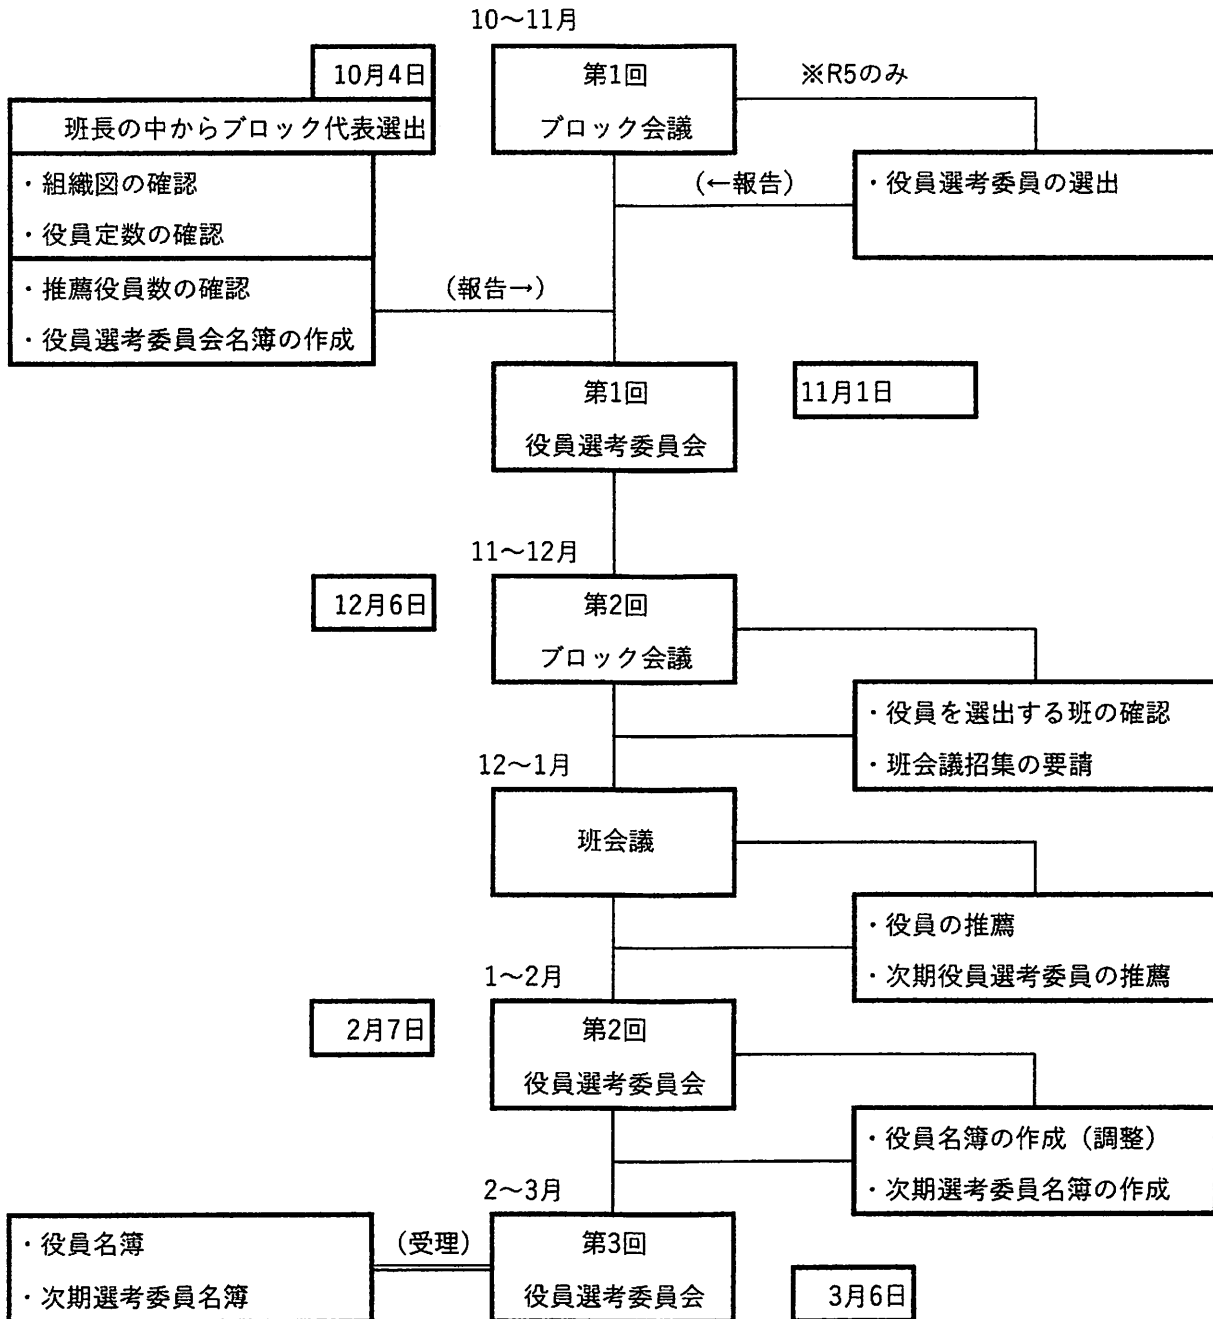 10～11月
10月4日
第1回
ブロック会議
※R5のみ
班長の中からブロック代表選出
・組織図の確認
・役員定数の確認
(←報告)
・役員選考委員の選出
・推薦役員数の確認
・役員選考委員会名簿の作成
(報告→)
第1回
役員選考委員会
11月1日
11～12月
12月6日
第2回
ブロック会議
・役員を選出する班の確認
・班会議招集の要請
12～1月
班会議
・役員の推薦
・次期役員選考委員の推薦
1～2月
2月7日
第2回
役員選考委員会
・役員名簿の作成（調整）
・次期選考委員名簿の作成
2～3月
・役員名簿
・次期選考委員名簿
(受理)
第3回
役員選考委員会
3月6日